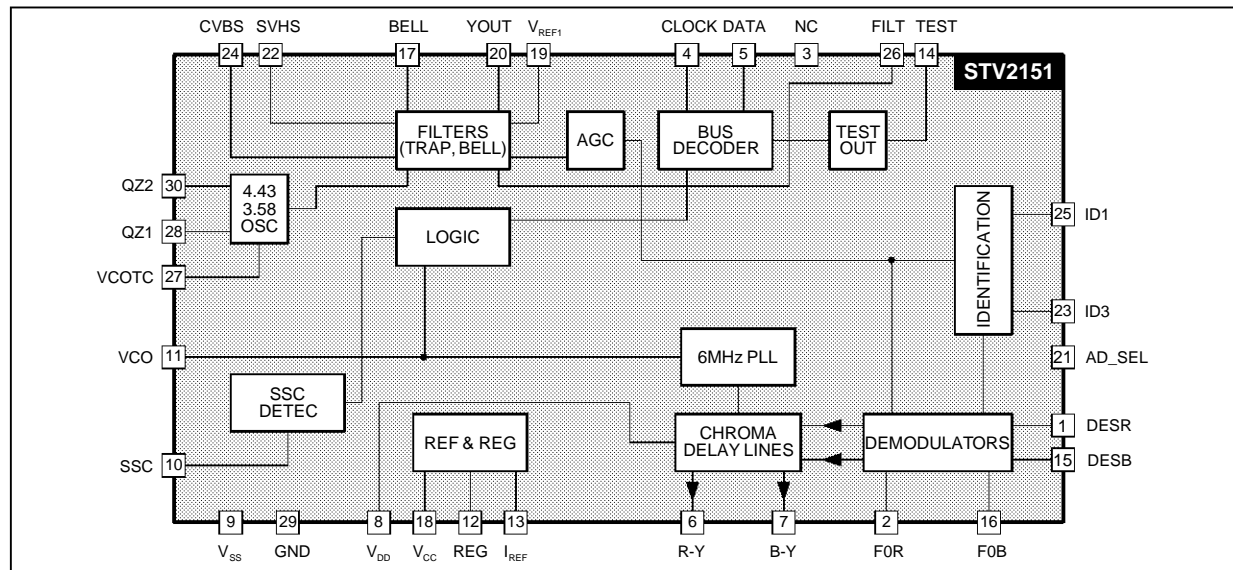 CVBS SVHS BELL YOUT VREF1 CLOCK DATA NC FILT TEST
24 22 17 20 19 4 5 3 26 14
STV2151
FILTERS
(TRAP, BELL)
AGC
BUS
DECODER
TEST
OUT
QZ2 30
4.43
3.58
OSC
QZ1 28
VCOTC 27
LOGIC
IDENTIFICATION
25 ID1
23 ID3
VCO 11
6MHz PLL
21 AD_SEL
SSC
DETEC
REF & REG
CHROMA
DELAY LINES
DEMODULATORS
1 DESR
15 DESB
SSC 10
9 29 8 18 12 13 6 7 2 16
VSS GND VDD VCC REG IREF R-Y B-Y F0R F0B